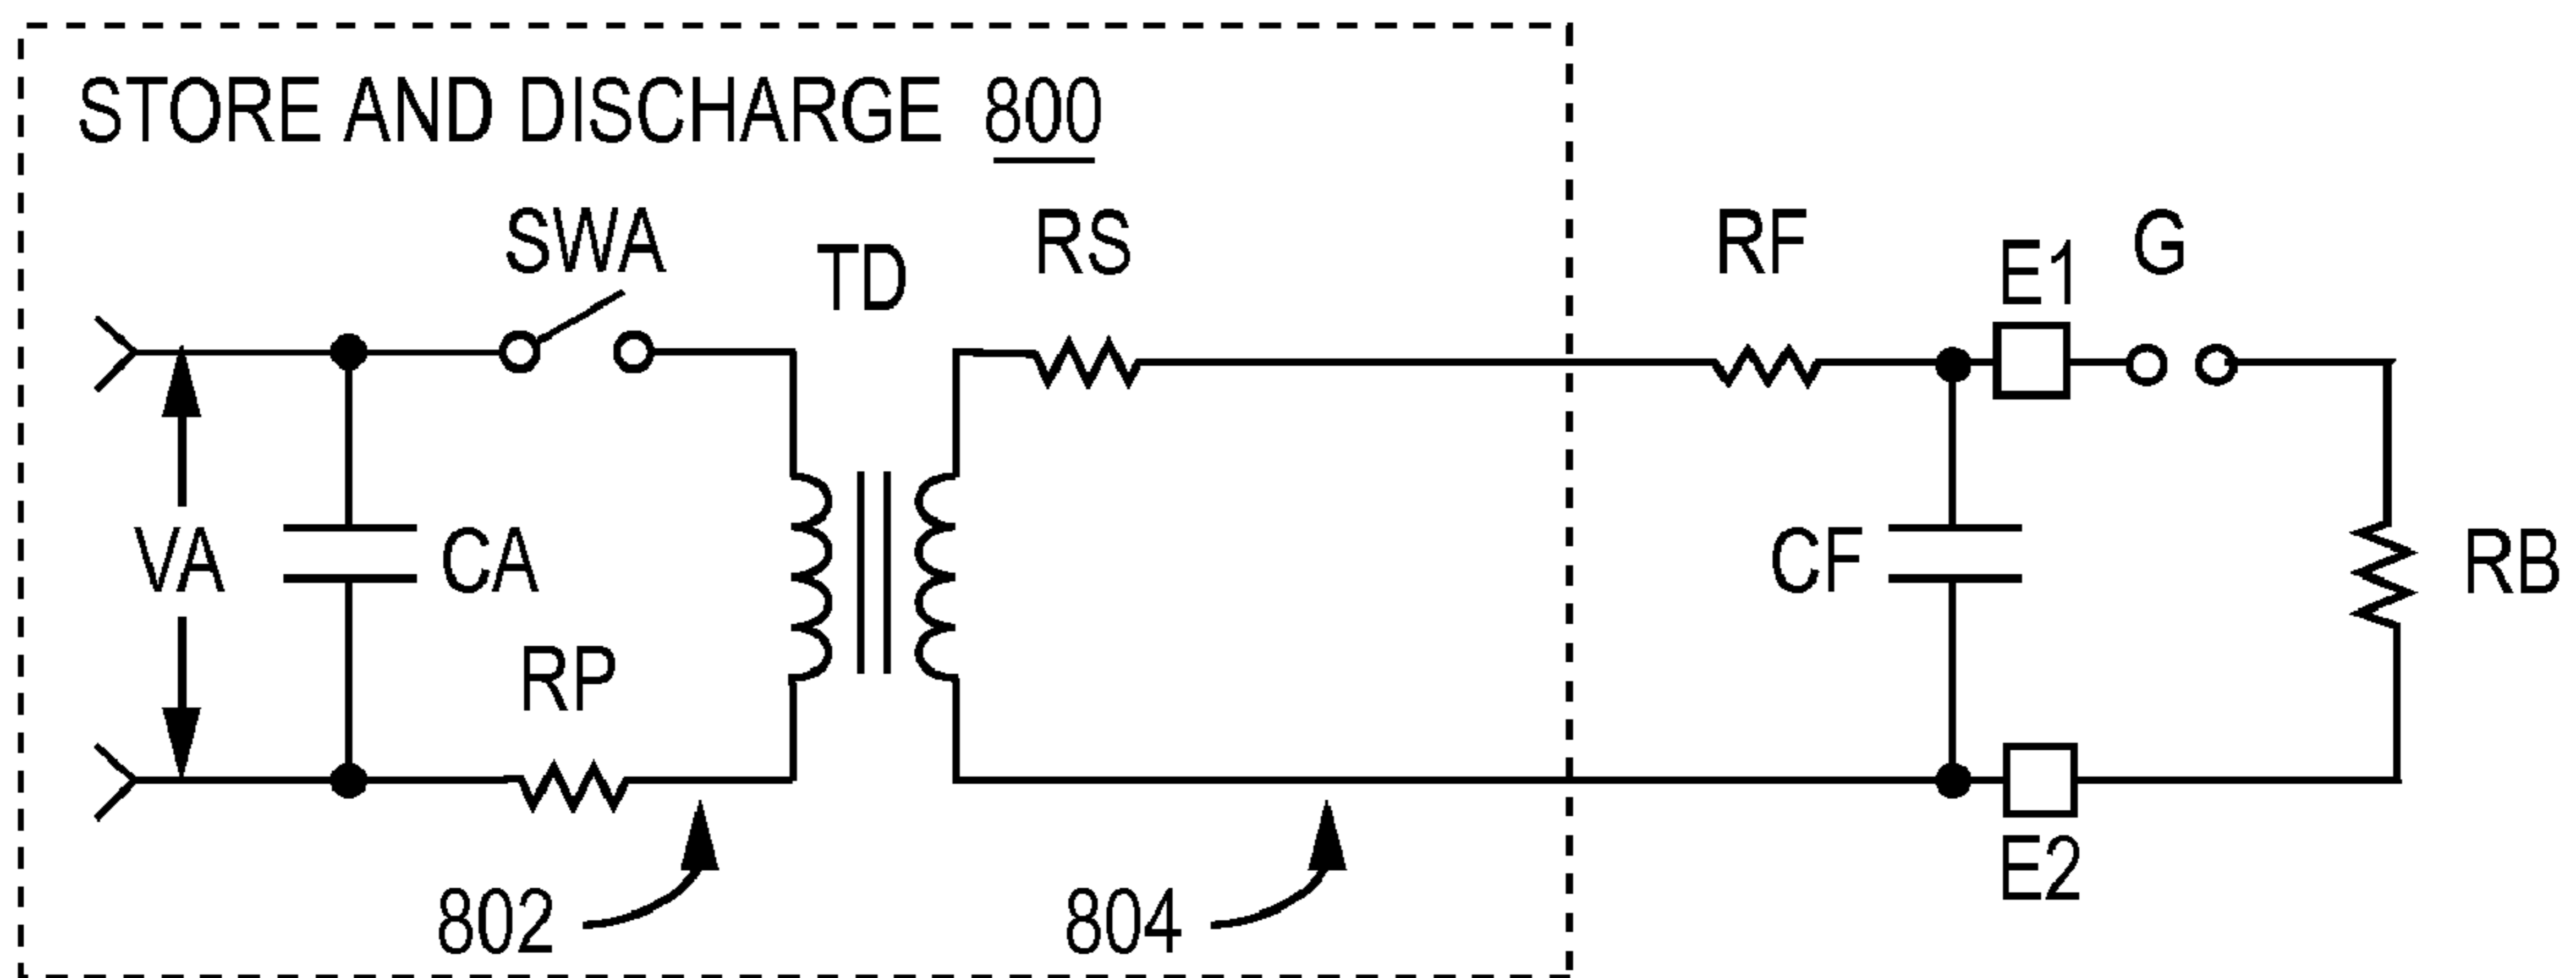 STORE AND DISCHARGE 800
SWA
TD
RS
RF
E1
G
VA
CA
CF
RB
RP
802
804
E2